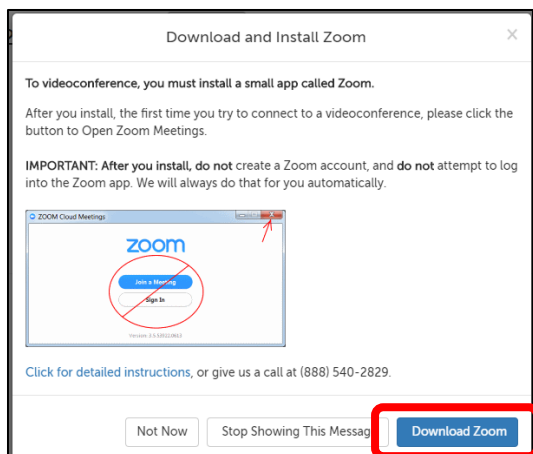 Download and Install Zoom
To videoconference, you must install a small app called Zoom.
After you install, the first time you try to connect to a videoconference, please click the
button to Open Zoom Meetings.
IMPORTANT: After you install, do not create a Zoom account, and do not attempt to log
into the Zoom app. We will always do that for you automatically.
ZOOM Cloud Meetings
zoom
Join a Meeting
Sign In
Click for detailed instructions, or give us a call at (888) 540-2829.
Not Now
Stop Showing This Messag
Download Zoom